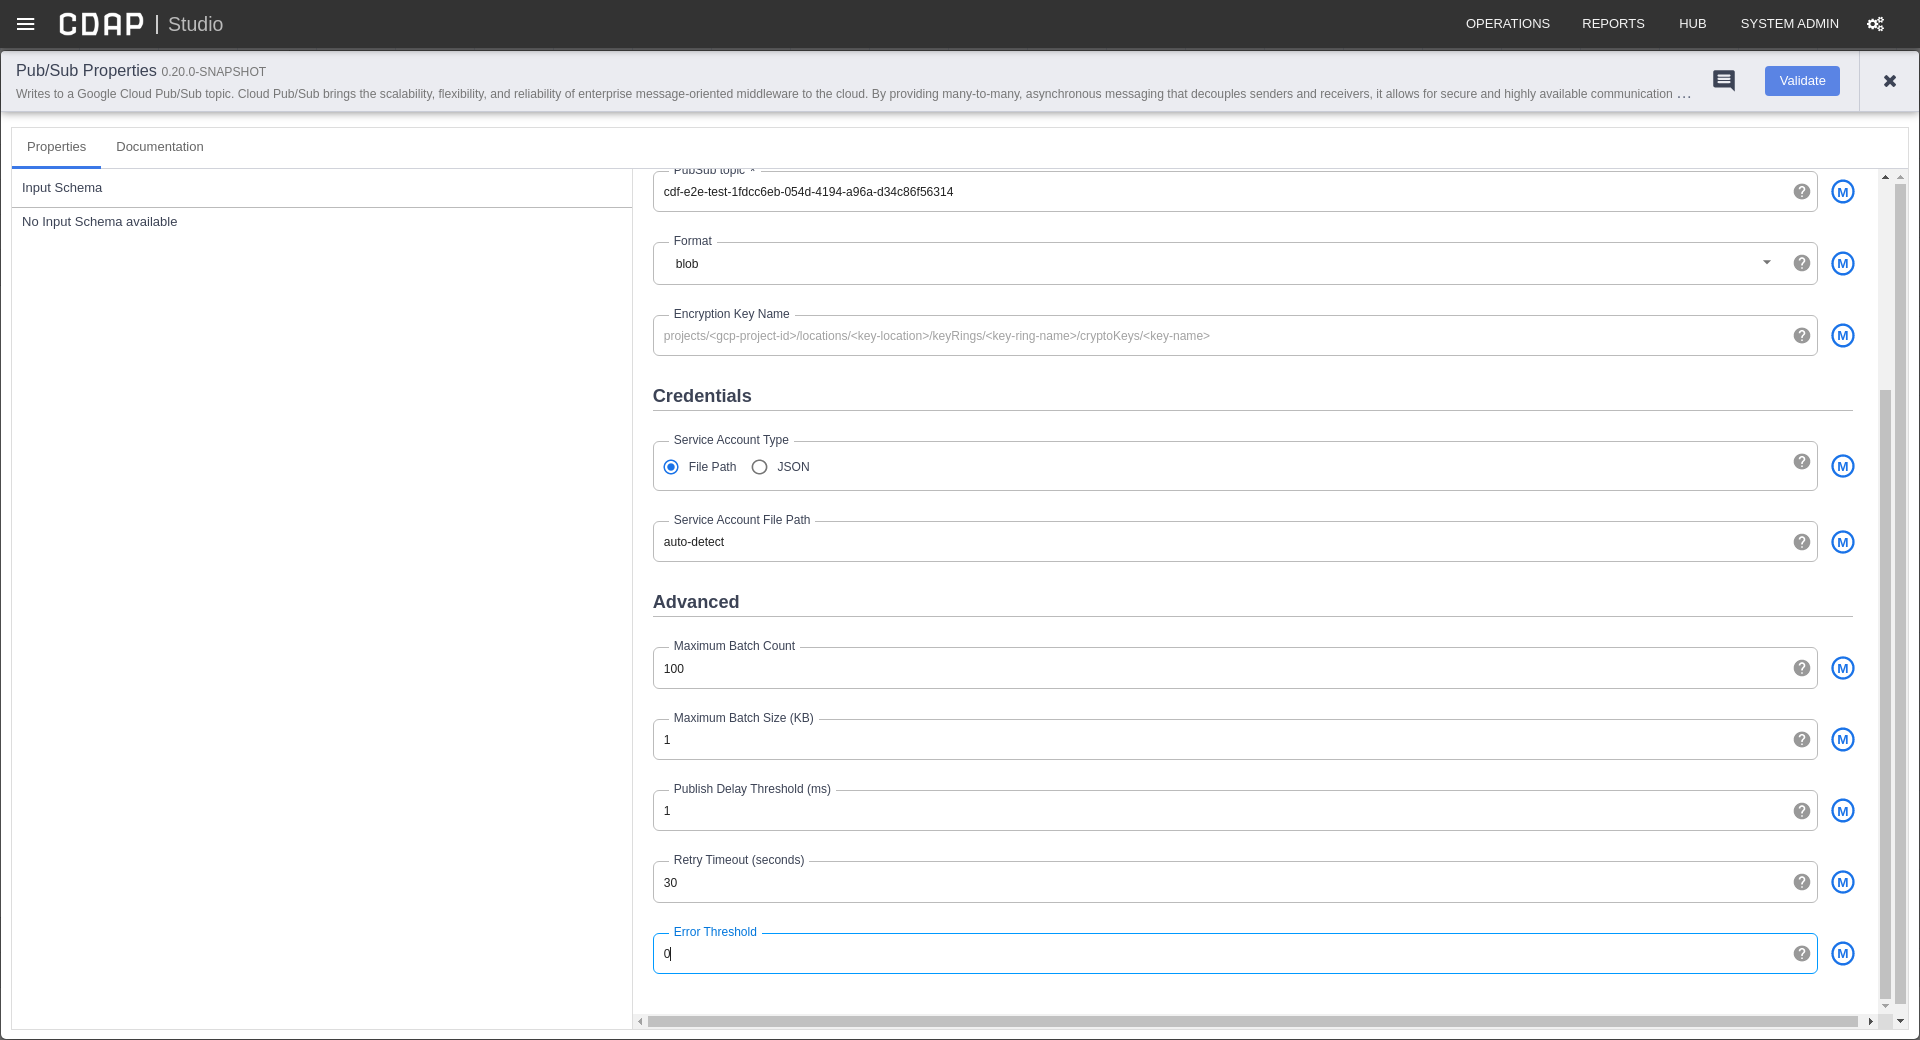 CDAP | Studio
OPERATIONS REPORTS HUB SYSTEM ADMIN
Pub/Sub Properties 0.20.0-SNAPSHOT
Writes to a Google Cloud Pub/Sub topic. Cloud Pub/Sub brings the scalability, flexibility, and reliability of enterprise message-oriented middleware to the cloud. By providing many-to-many, asynchronous messaging that decouples senders and receivers, it allows for secure and highly available communication ...
Validate
Properties Documentation
Input Schema
No Input Schema available
PubSub topic *
cdf-e2e-test-1fdcc6eb-054d-4194-a96a-d34c86f56314
? M
Format
blob
? M
Encryption Key Name
projects/<gcp-project-id>/locations/<key-location>/keyRings/<key-ring-name>/cryptoKeys/<key-name>
? M
Credentials
Service Account Type
File Path JSON
? M
Service Account File Path
auto-detect
? M
Advanced
Maximum Batch Count
100
? M
Maximum Batch Size (KB)
1
? M
Publish Delay Threshold (ms)
1
? M
Retry Timeout (seconds)
30
? M
Error Threshold
0
? M